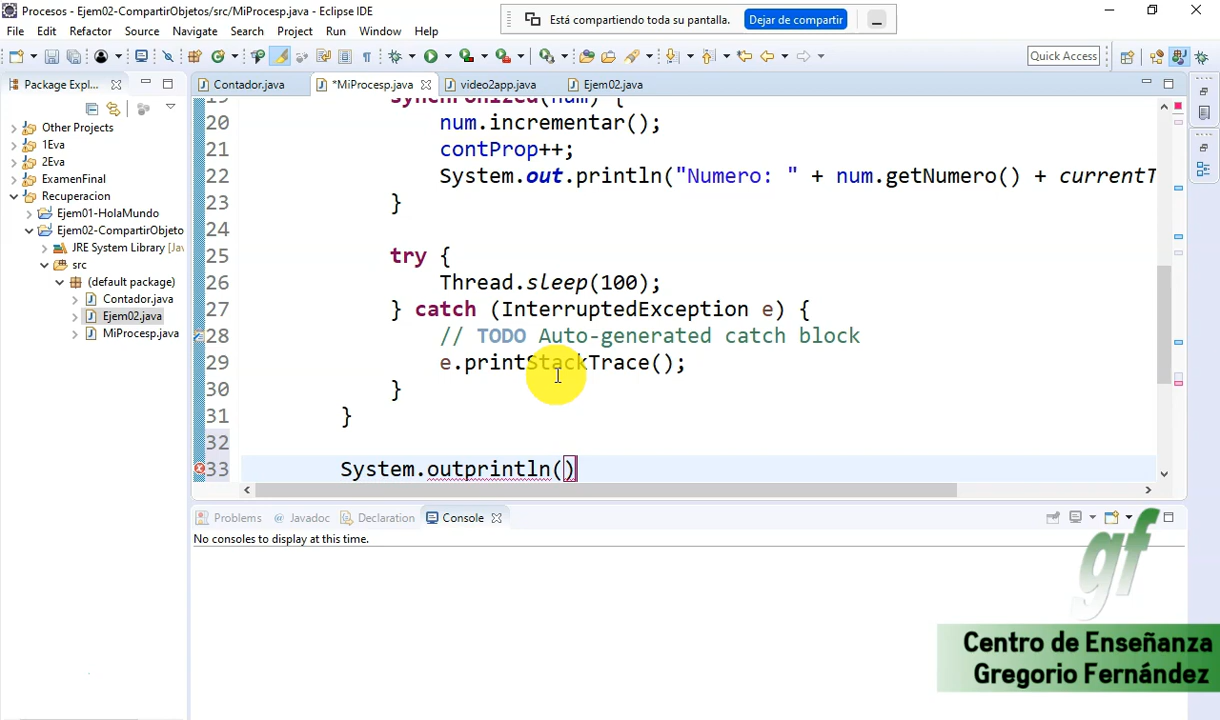 Procesos - Ejem02-CompartirObjetos/src/MiProcesp.java - Eclipse IDE
Está compartiendo toda su pantalla.
Dejar de compartir
File Edit Refactor Source Navigate Search Project Run Window Help
Quick Access
Package Expl...
Contador.java
*MiProcesp.java
video2app.java
Ejem02.java
Other Projects
1Eva
2Eva
ExamenFinal
Recuperacion
Ejem01-HolaMundo
Ejem02-CompartirObjeto
JRE System Library [Jav
src
(default package)
Contador.java
Ejem02.java
MiProcesp.java
19 synchronized(num) {
20 num.incrementar();
21 contProp++;
22 System.out.println("Numero: " + num.getNumero() + currentT
23 }
24
25 try {
26 Thread.sleep(100);
27 } catch (InterruptedException e) {
28 // TODO Auto-generated catch block
29 e.printStackTrace();
30 }
31 }
32
33 System.outprintln()
Problems
@ Javadoc
Declaration
Console
No consoles to display at this time.
gf
Centro de Enseñanza
Gregorio Fernández